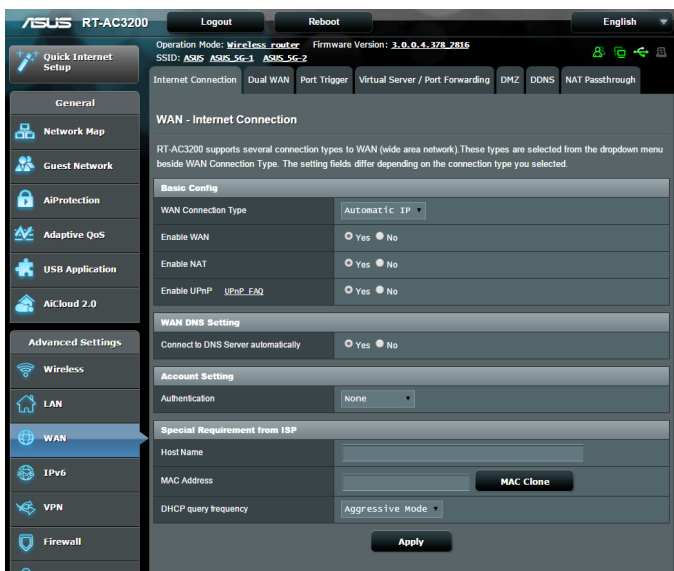 ASUS RT-AC3200 Logout Reboot English
Quick Internet Setup
Operation Mode: Wireless router Firmware Version: 3.0.0.4.378_2816
SSID: ASUS ASUS_5G-1 ASUS_5G-2
Internet Connection Dual WAN Port Trigger Virtual Server / Port Forwarding DMZ DDNS NAT Passthrough
General
Network Map
Guest Network
AiProtection
Adaptive QoS
USB Application
AiCloud 2.0
Advanced Settings
Wireless
LAN
WAN
IPv6
VPN
Firewall
WAN - Internet Connection
RT-AC3200 supports several connection types to WAN (wide area network).These types are selected from the dropdown menu
beside WAN Connection Type. The setting fields differ depending on the connection type you selected.
Basic Config
WAN Connection Type Automatic IP
Enable WAN Yes No
Enable NAT Yes No
Enable UPnP UPnP FAQ Yes No
WAN DNS Setting
Connect to DNS Server automatically Yes No
Account Setting
Authentication None
Special Requirement from ISP
Host Name
MAC Address MAC Clone
DHCP query frequency Aggressive Mode
Apply